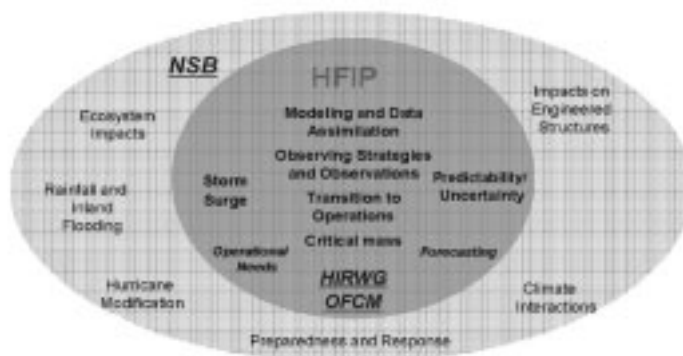 NSB
HFIP
Impacts on
Engineered
Structures
Ecosystem
Impacts
Modeling and Data
Assimilation
Observing Strategies
and Observations
Storm
Surge
Predictability/
Uncertainty
Rainfall and
Inland
Flooding
Transition to
Operations
Critical mass
Operational
Needs
Forecasting
HIRWG
OFCM
Hurricane
Modification
Climate
Interactions
Preparedness and Response